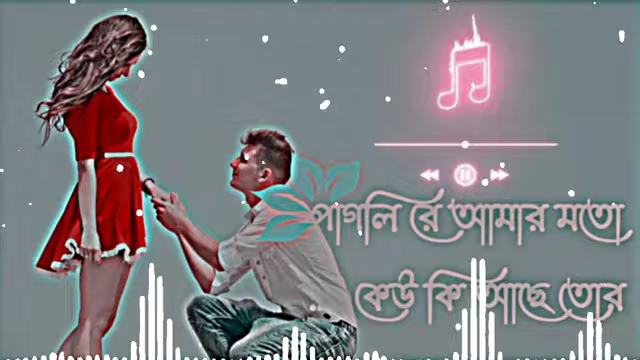 পাগলি রে আমার মতো
কেউ কি আছে তোর